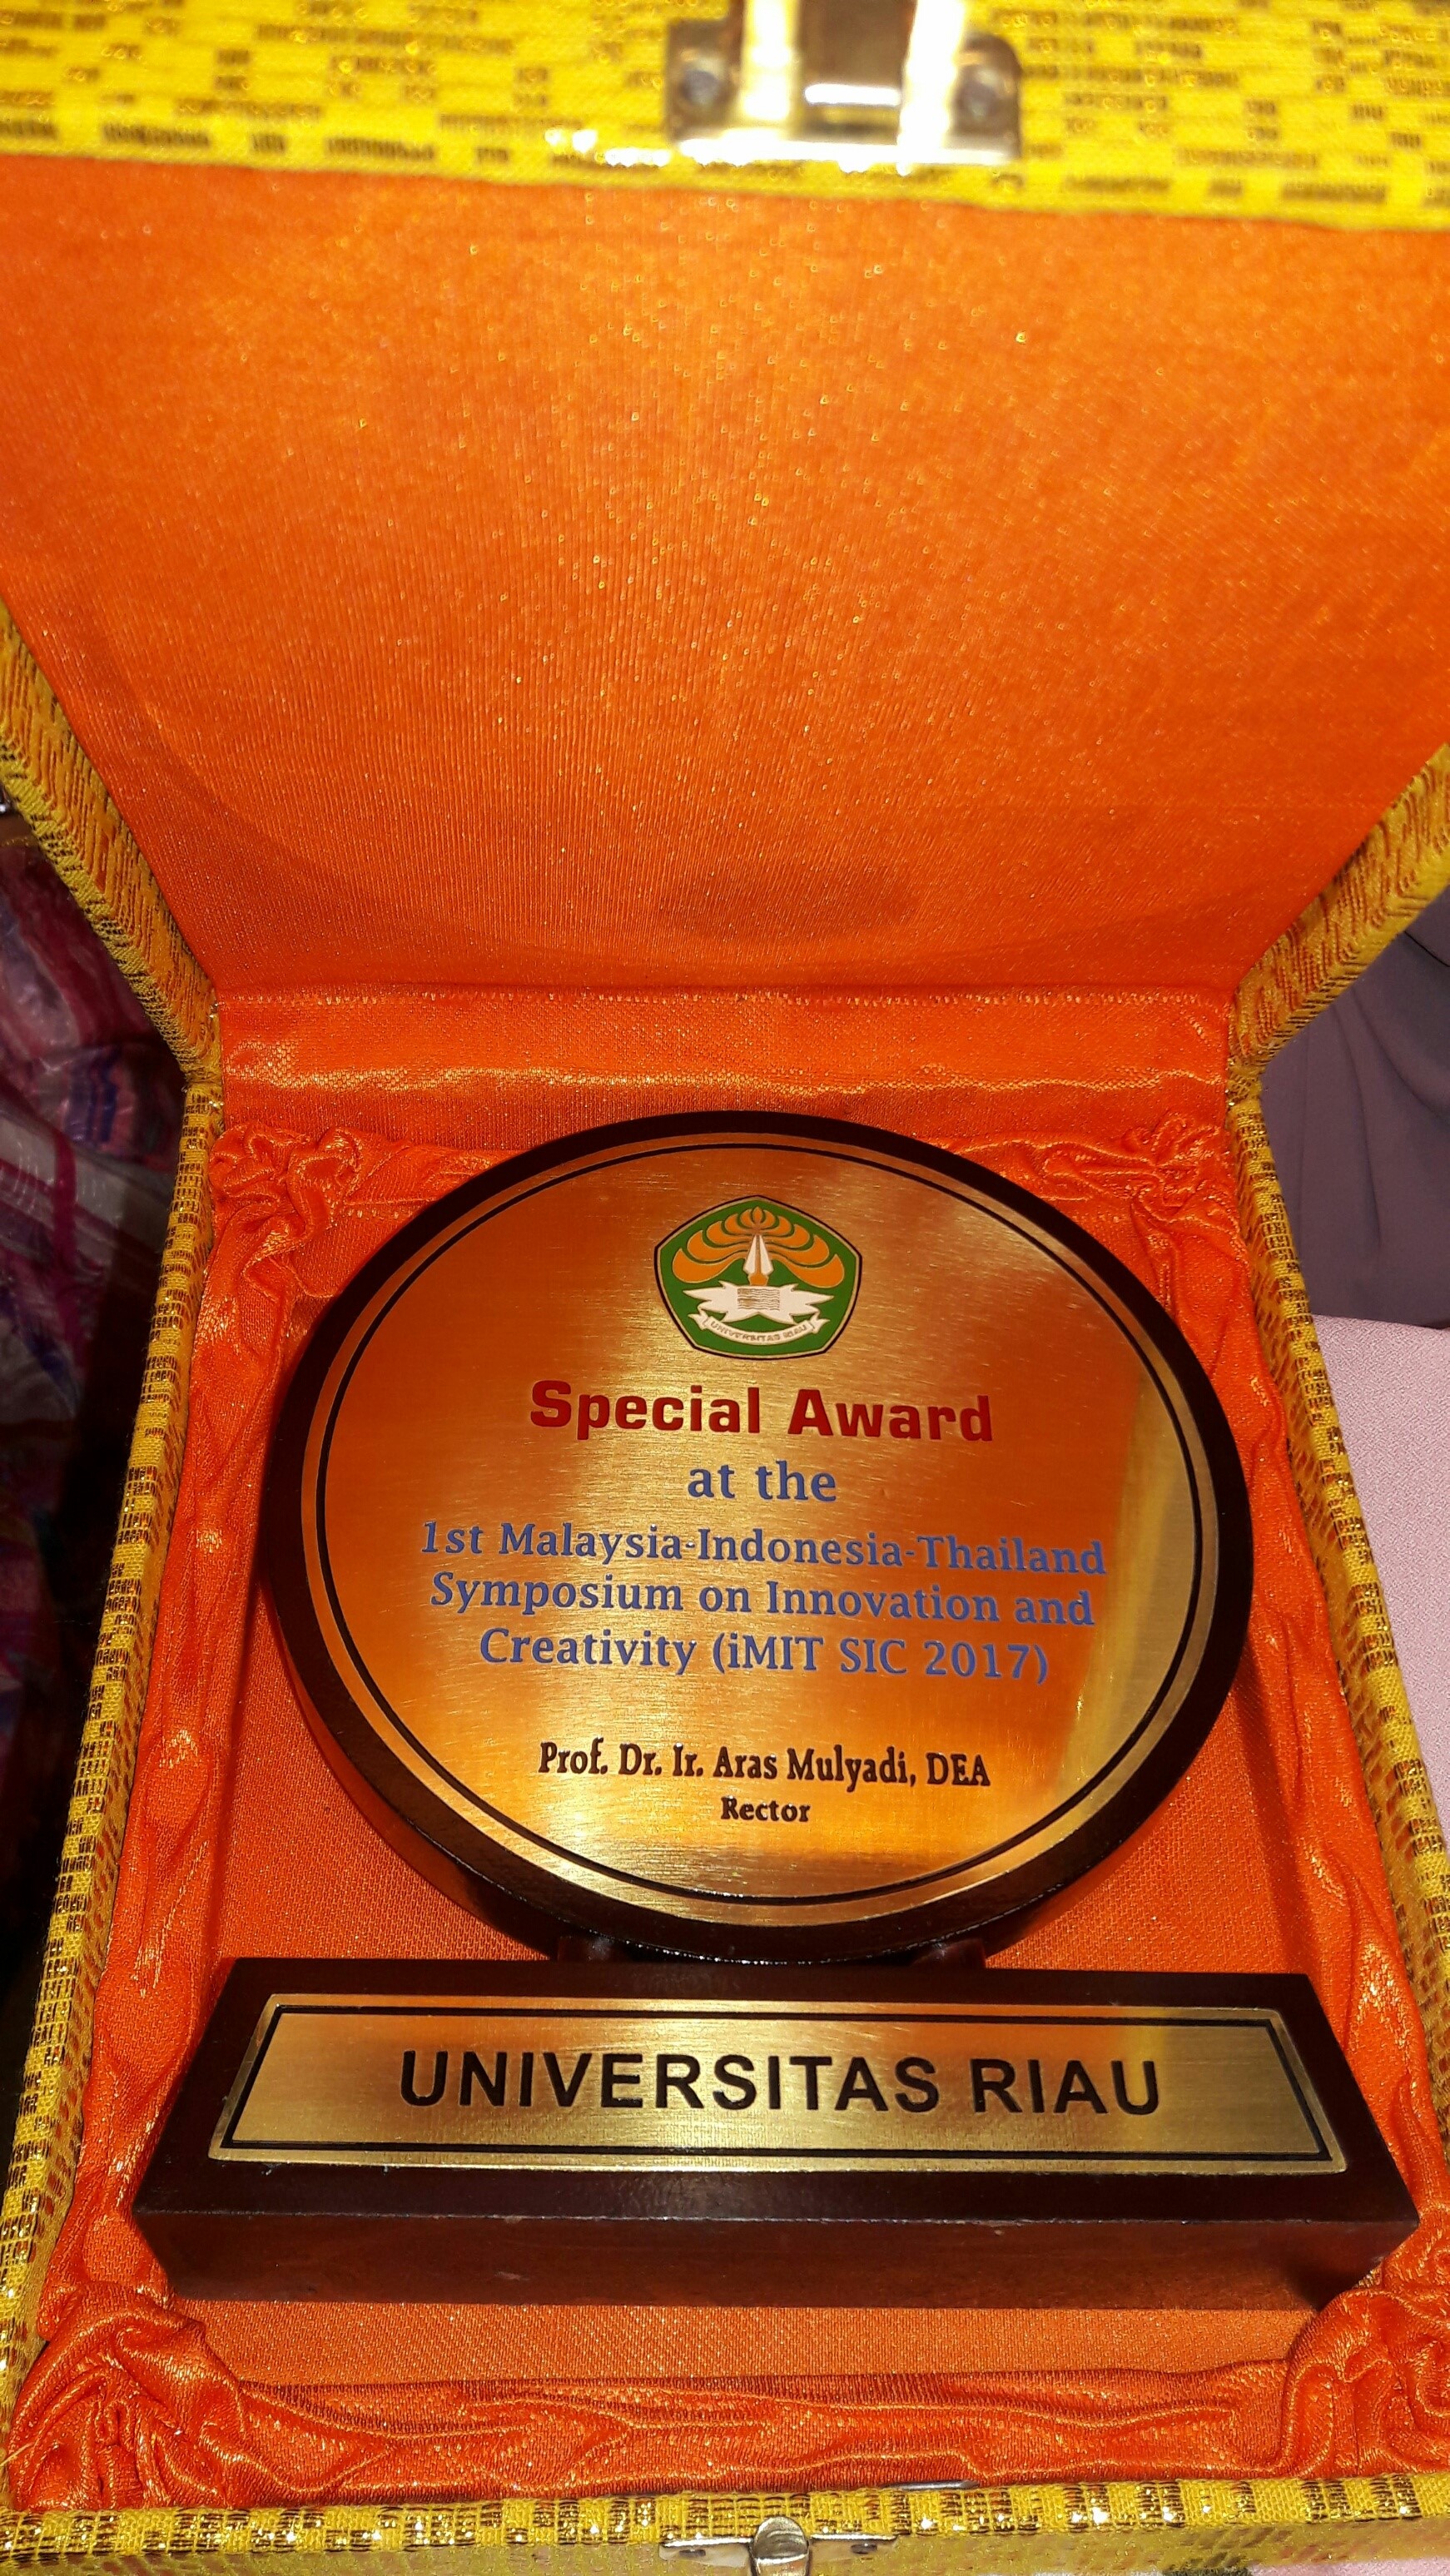 UNIVERSITAS RIAU
Special Award
at the
1st Malaysia-Indonesia-Thailand
Symposium on Innovation and
Creativity (iMIT SIC 2017)
Prof. Dr. Ir. Aras Mulyadi, DEA
Rector
UNIVERSITAS RIAU